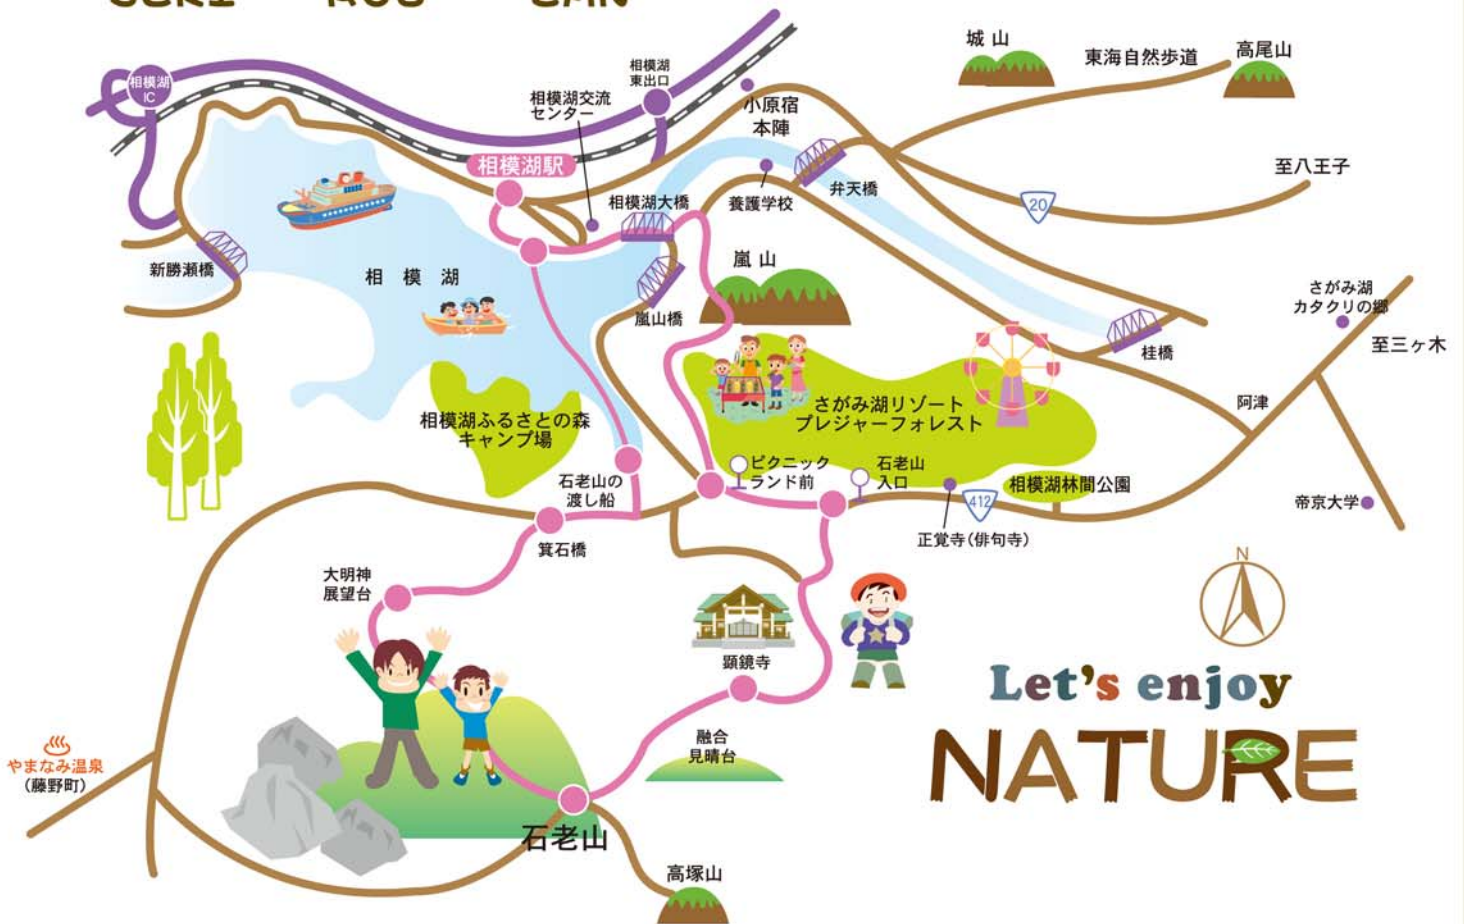 城山
東海自然歩道
高尾山
相模湖
IC
相模湖
東出口
相模湖交流
センター
小原宿
本陣
相模湖駅
至八王子
弁天橋
養護学校
相模湖大橋
20
新勝瀬橋
相模湖
嵐山
嵐山橋
さがみ湖
カタクリの郷
至三ヶ木
桂橋
阿津
さがみ湖リゾート
プレジャーフォレスト
相模湖ふるさとの森
キャンプ場
石老山の
渡し船
ピクニック
ランド前
石老山
入口
412
相模湖林間公園
帝京大学
正覚寺(俳句寺)
箕石橋
大明神
展望台
N
顕鏡寺
Let's enjoy
NATURE
融合
見晴台
やまなみ温泉
(藤野町)
石老山
高塚山